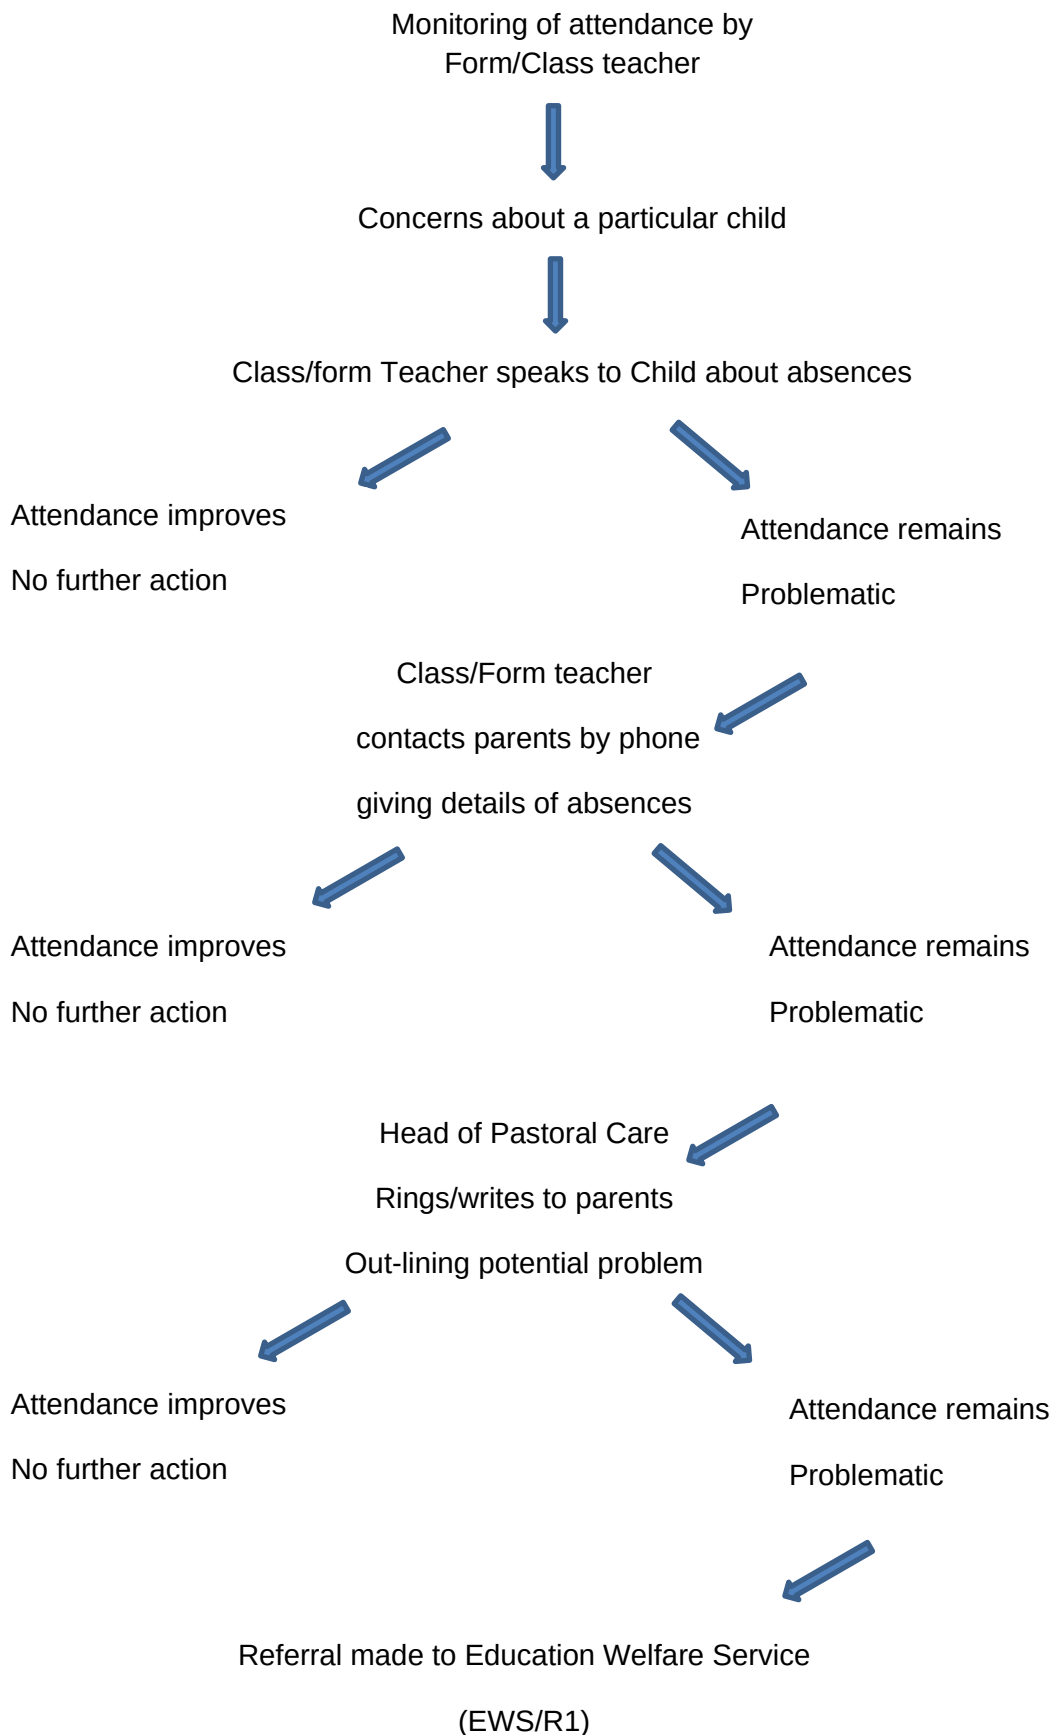 Monitoring of attendance by
Form/Class teacher
Concerns about a particular child
Class/form Teacher speaks to Child about absences
Attendance improves
No further action
Attendance remains
Problematic
Class/Form teacher
contacts parents by phone
giving details of absences
Attendance improves
No further action
Attendance remains
Problematic
Head of Pastoral Care
Rings/writes to parents
Out-lining potential problem
Attendance improves
No further action
Attendance remains
Problematic
Referral made to Education Welfare Service
(EWS/R1)